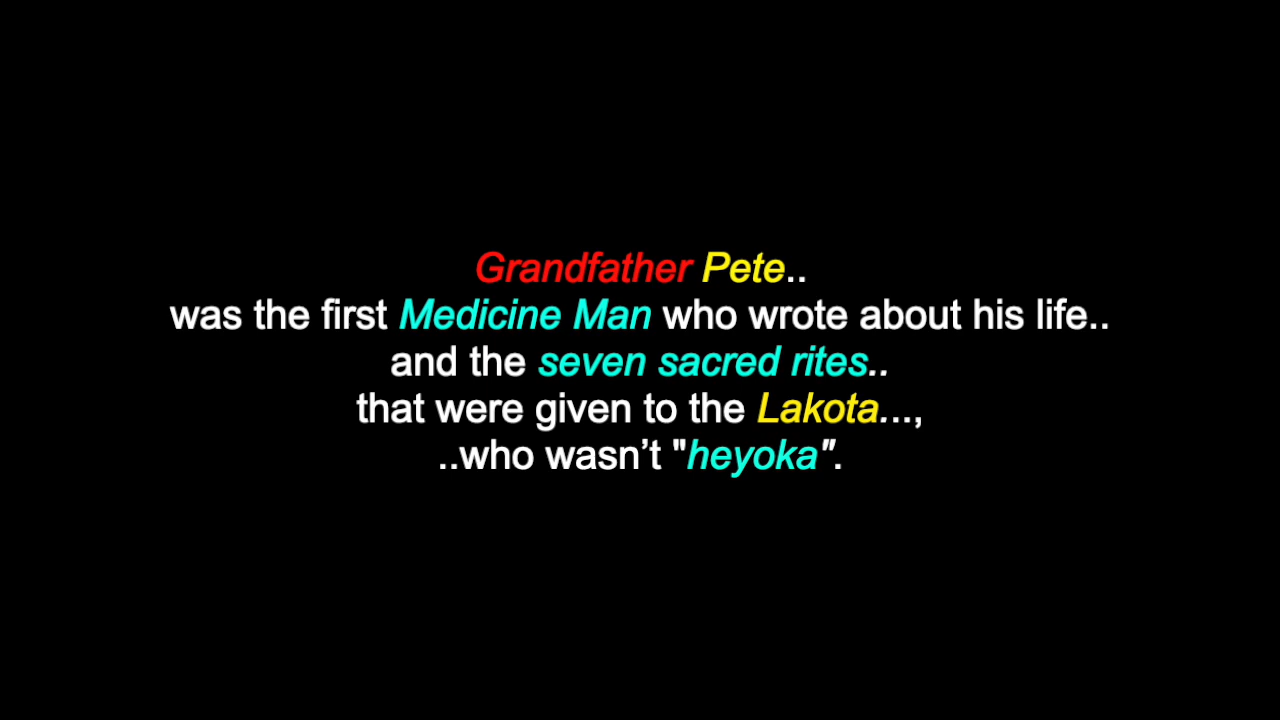 Grandfather Pete..
was the first Medicine Man who wrote about his life..
and the seven sacred rites..
that were given to the Lakota...,
..who wasn’t "heyoka".